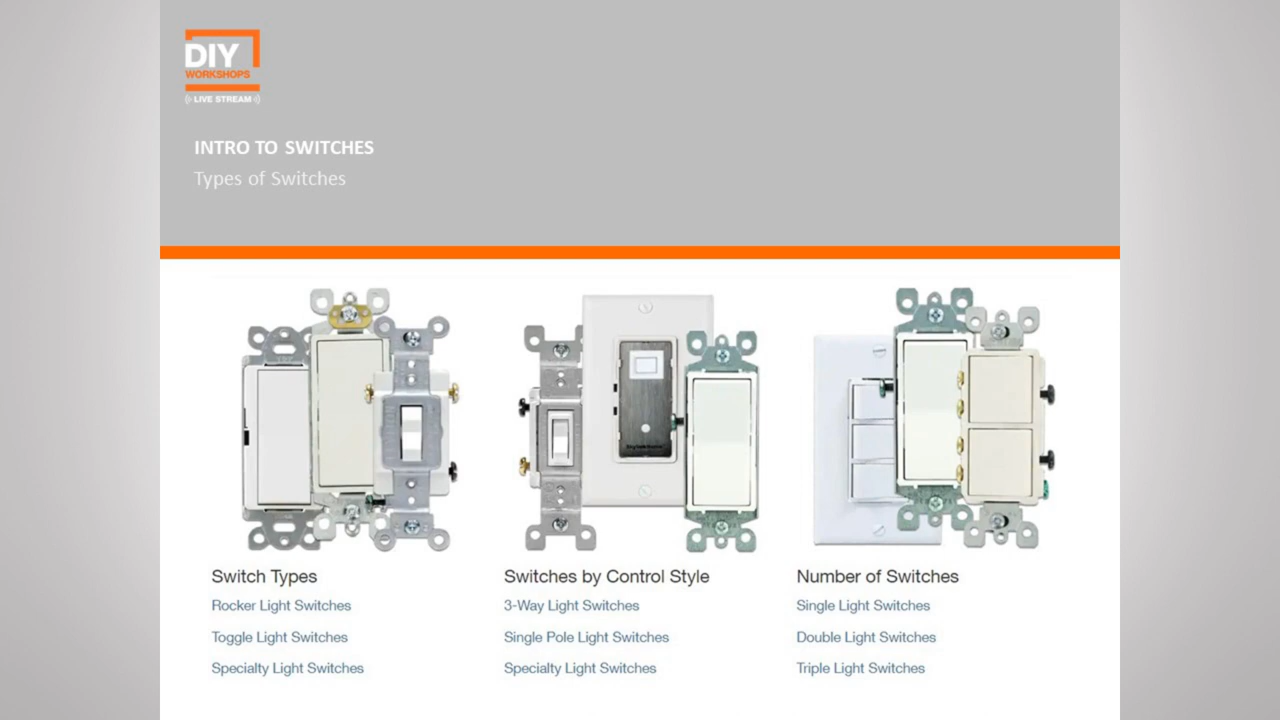 DIY
WORKSHOPS
LIVE STREAM
INTRO TO SWITCHES
Types of Switches
Switch Types
Rocker Light Switches
Toggle Light Switches
Specialty Light Switches
Switches by Control Style
3-Way Light Switches
Single Pole Light Switches
Specialty Light Switches
Number of Switches
Single Light Switches
Double Light Switches
Triple Light Switches